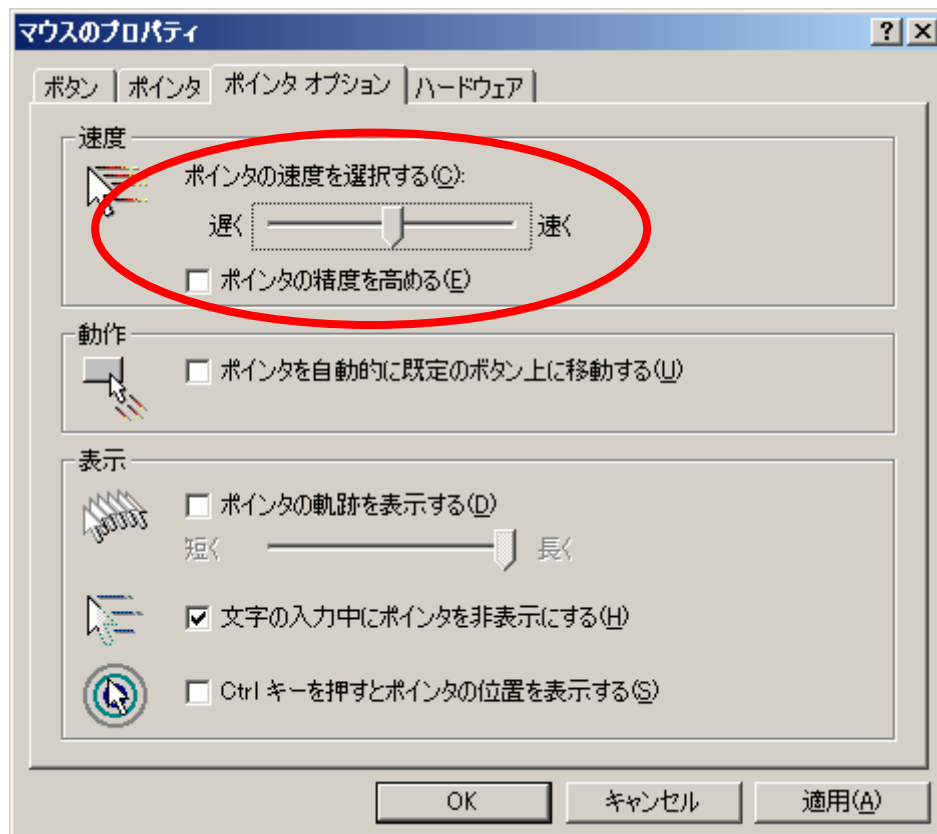 マウスのプロパティ
ボタン ポインタ ポインタ オプション ハードウェア
速度
ポインタの速度を選択する(C):
遅く 速く
ポインタの精度を高める(E)
動作
ポインタを自動的に既定のボタン上に移動する(U)
表示
ポインタの軌跡を表示する(D)
短く 長く
文字の入力中にポインタを非表示にする(H)
Ctrl キーを押すとポインタの位置を表示する(S)
OK キャンセル 適用(A)